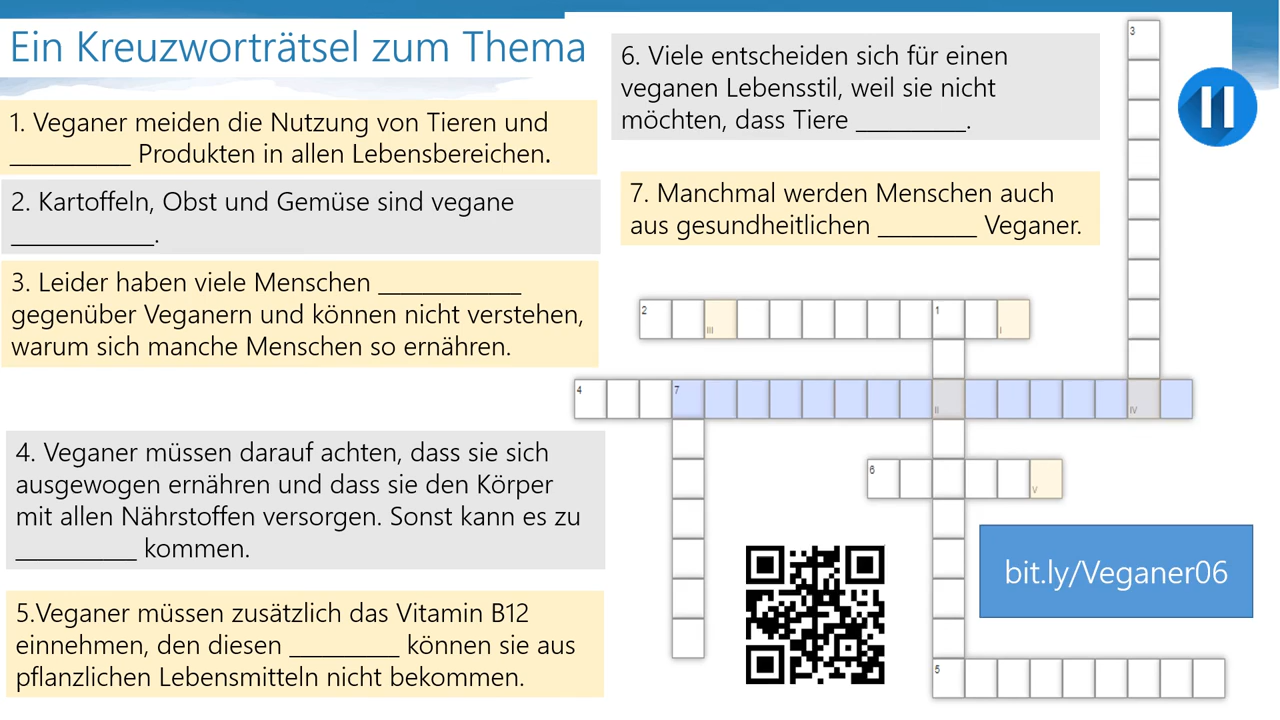 Ein Kreuzworträtsel zum Thema
1. Veganer meiden die Nutzung von Tieren und
__________ Produkten in allen Lebensbereichen.
2. Kartoffeln, Obst und Gemüse sind vegane
____________.
3. Leider haben viele Menschen ____________
gegenüber Veganern und können nicht verstehen,
warum sich manche Menschen so ernähren.
4. Veganer müssen darauf achten, dass sie sich
ausgewogen ernähren und dass sie den Körper
mit allen Nährstoffen versorgen. Sonst kann es zu
__________ kommen.
5.Veganer müssen zusätzlich das Vitamin B12
einnehmen, den diesen _________ können sie aus
pflanzlichen Lebensmitteln nicht bekommen.
6. Viele entscheiden sich für einen
veganen Lebensstil, weil sie nicht
möchten, dass Tiere _________.
7. Manchmal werden Menschen auch
aus gesundheitlichen ________ Veganer.
3
2 III 1 I
4 7 II IV
6 V
5
bit.ly/Veganer06